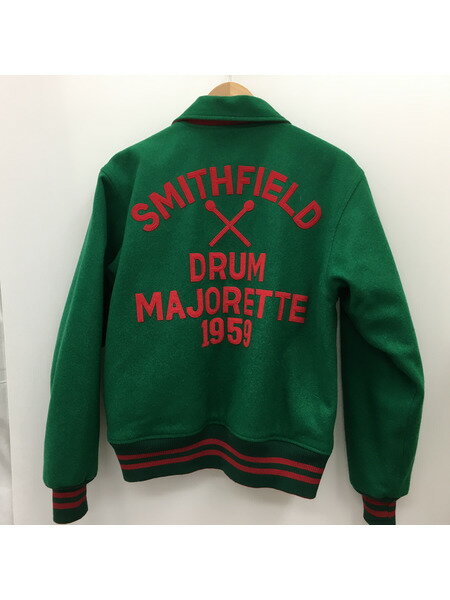 SMITHFIELD
DRUM
MAJORETTE
1959